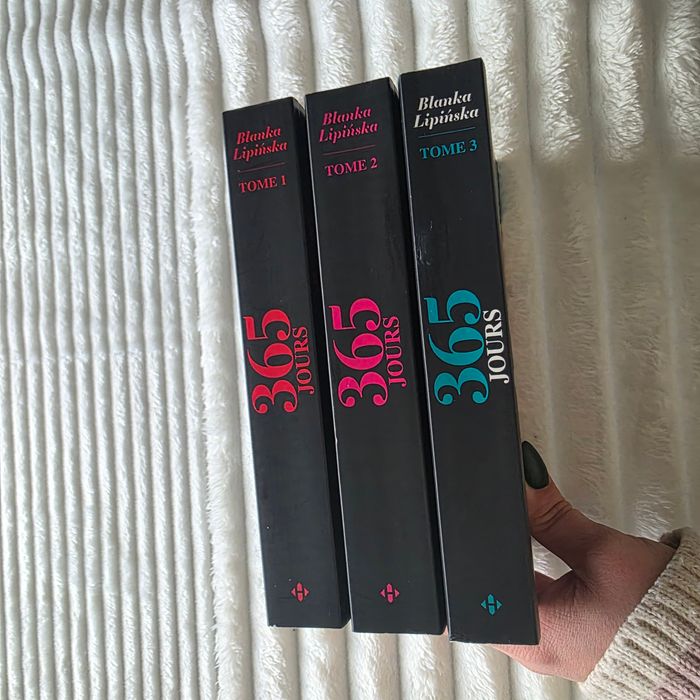 Blanka
Lipińska
TOME 1
365
JOURS
Blanka
Lipińska
TOME 2
365
JOURS
Blanka
Lipińska
TOME 3
365
JOURS